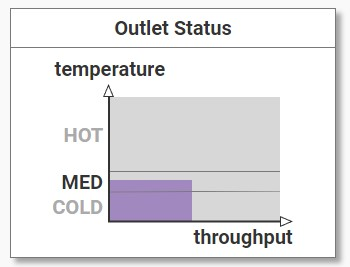 Outlet Status
temperature
HOT
MED
COLD
throughput